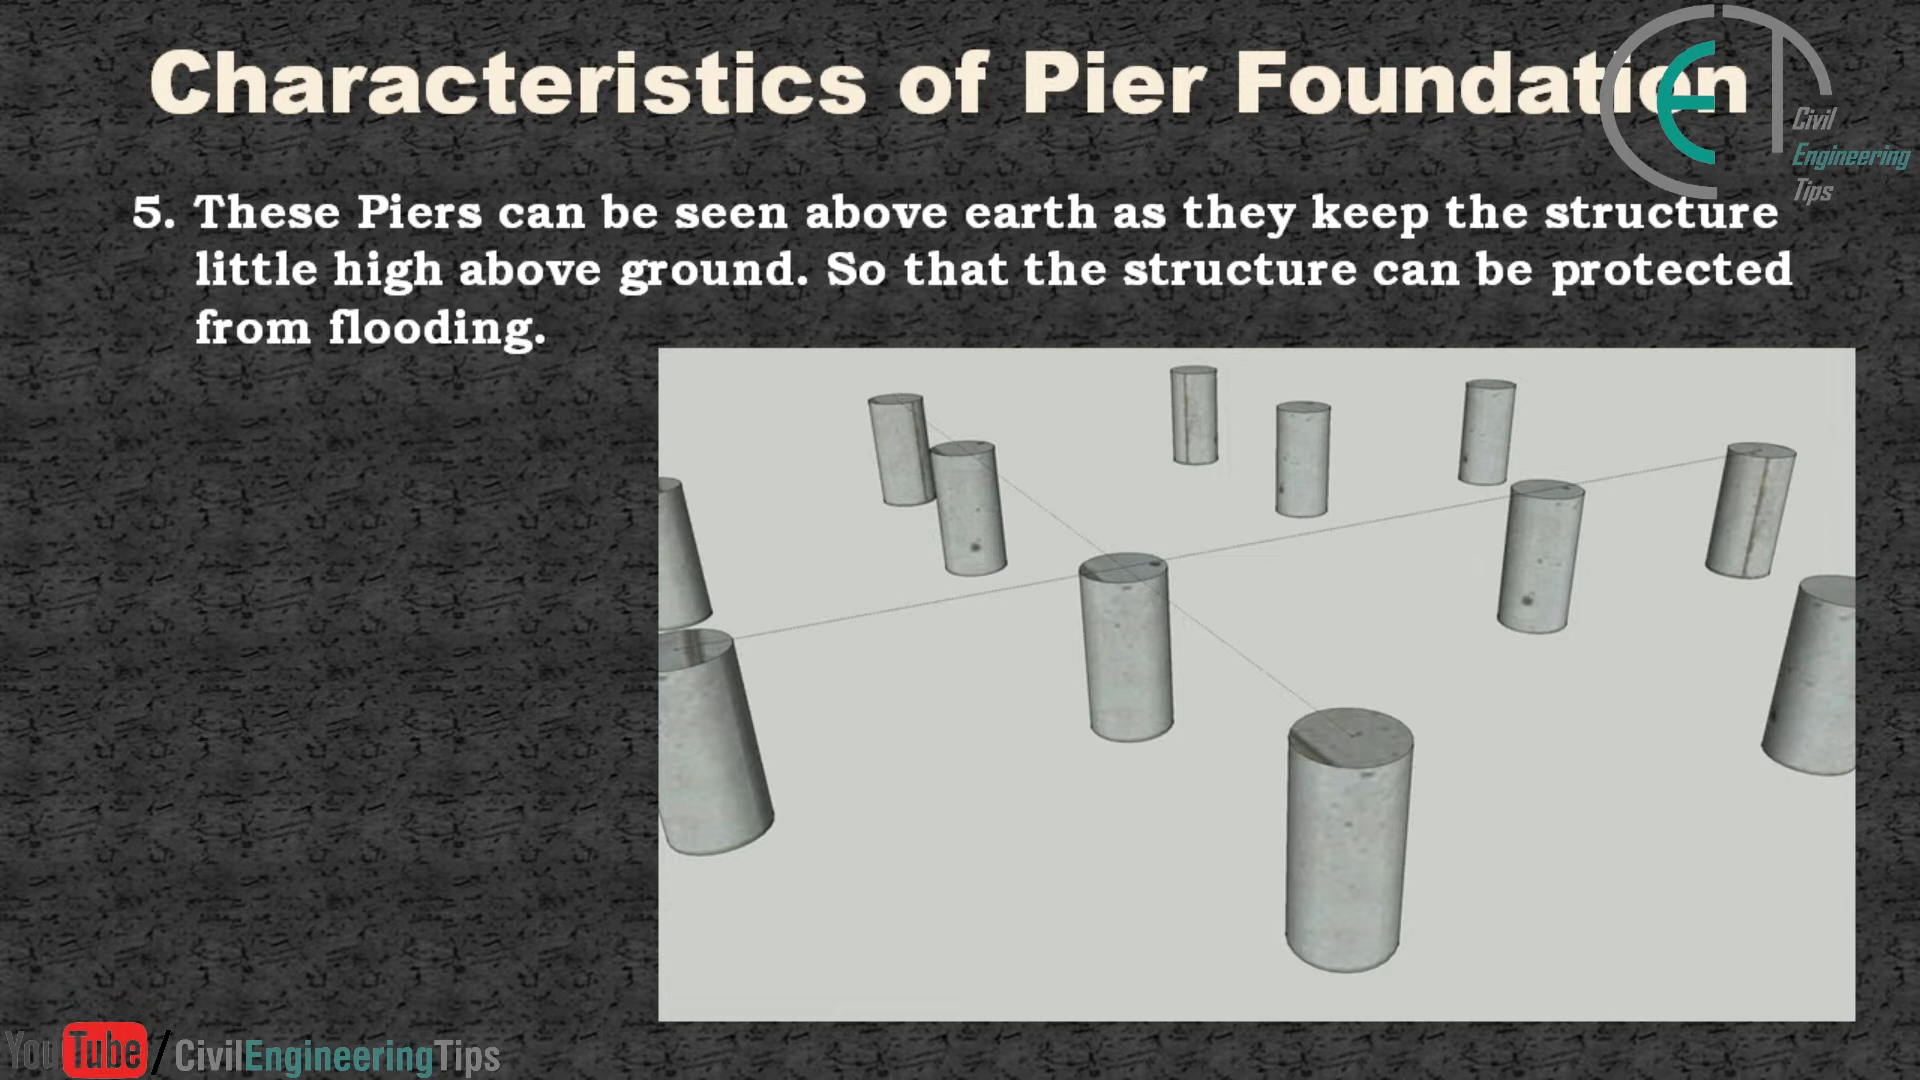 Characteristics of Pier Foundation
Civil
Engineering
Tips
5. These Piers can be seen above earth as they keep the structure
little high above ground. So that the structure can be protected
from flooding.
YouTube/CivilEngineeringTips